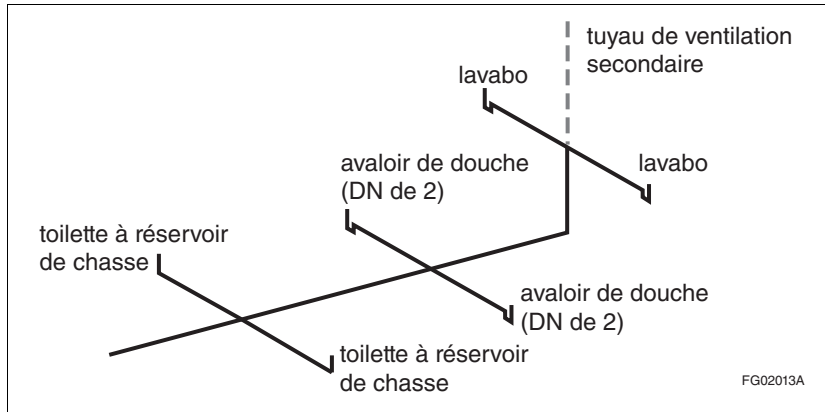 tuyau de ventilation
secondaire
lavabo
lavabo
avaloir de douche
(DN de 2)
toilette à réservoir
de chasse
avaloir de douche
(DN de 2)
toilette à réservoir
de chasse
FG02013A